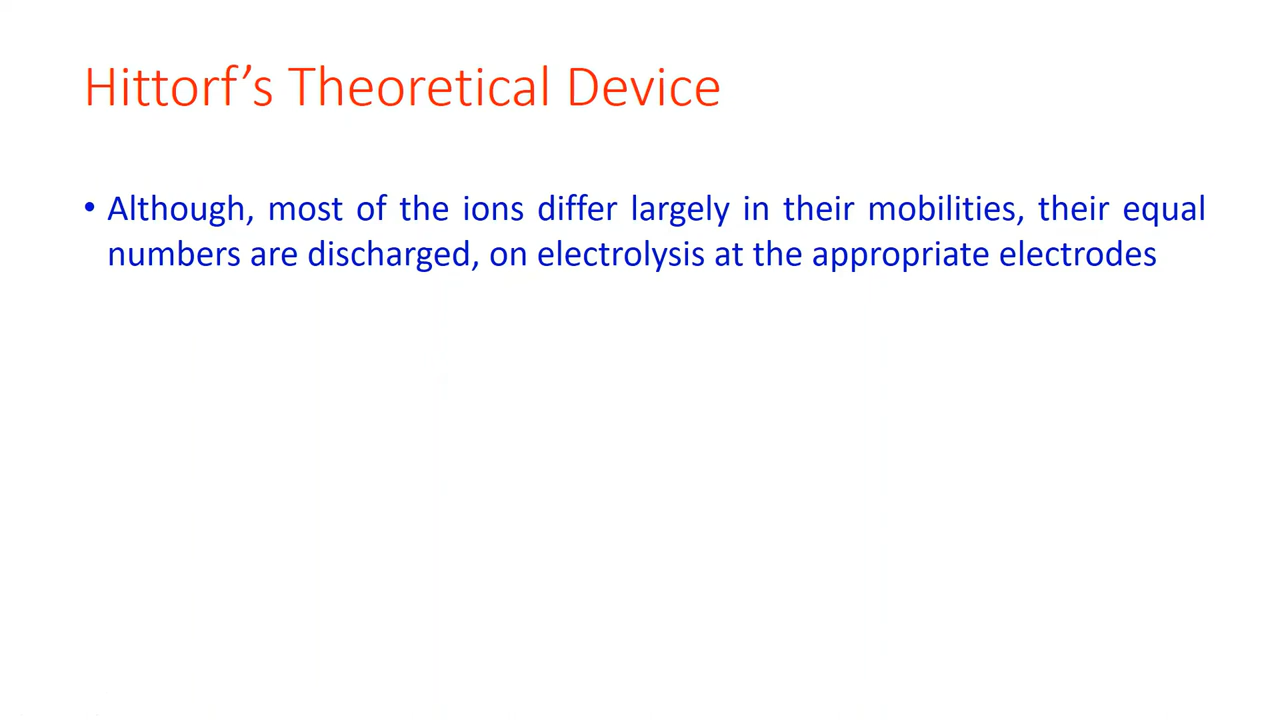 Hittorf’s Theoretical Device
• Although, most of the ions differ largely in their mobilities, their equal
numbers are discharged, on electrolysis at the appropriate electrodes